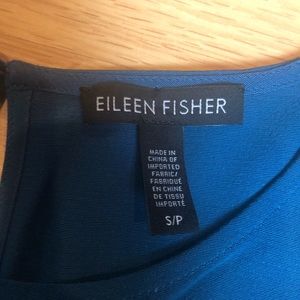 EILEEN FISHER
MADE IN
CHINA OF
IMPORTED
FABRIC/
FABRIQUÉ
EN CHINE
DE TISSU
IMPORTÉ
S/P